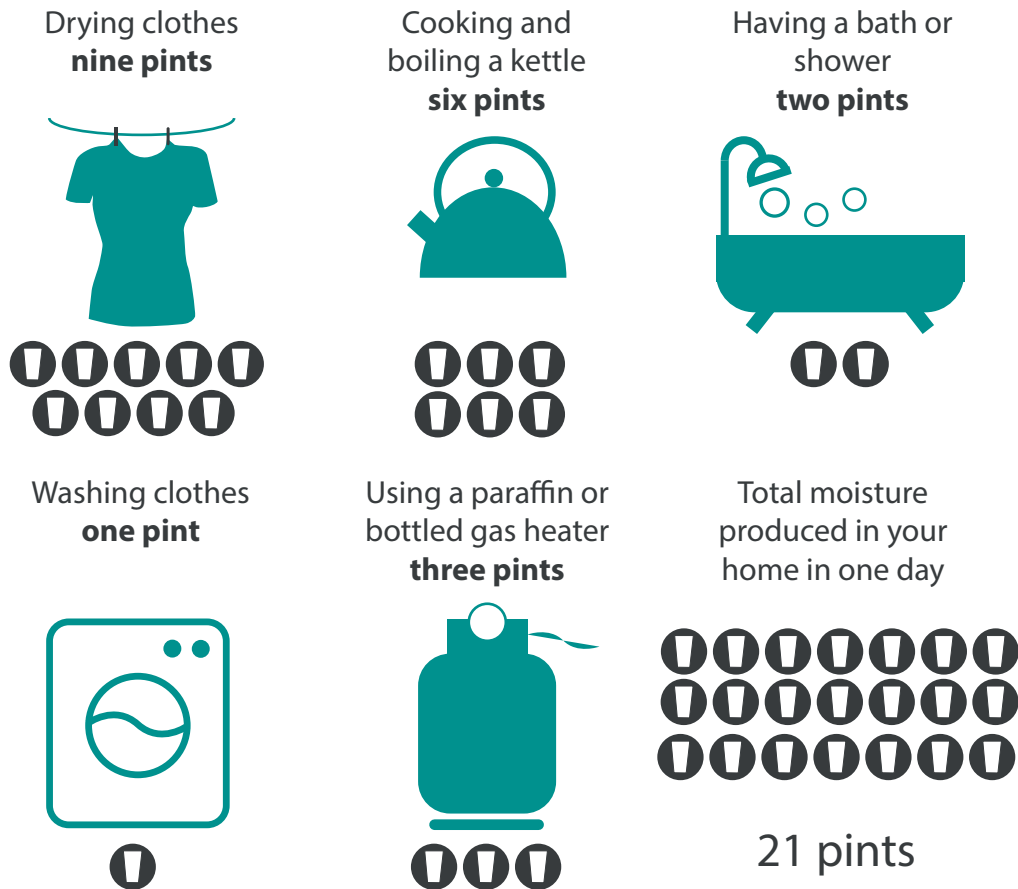 Drying clothes
nine pints
Cooking and
boiling a kettle
six pints
Having a bath or
shower
two pints
Washing clothes
one pint
Using a paraffin or
bottled gas heater
three pints
Total moisture
produced in your
home in one day
21 pints